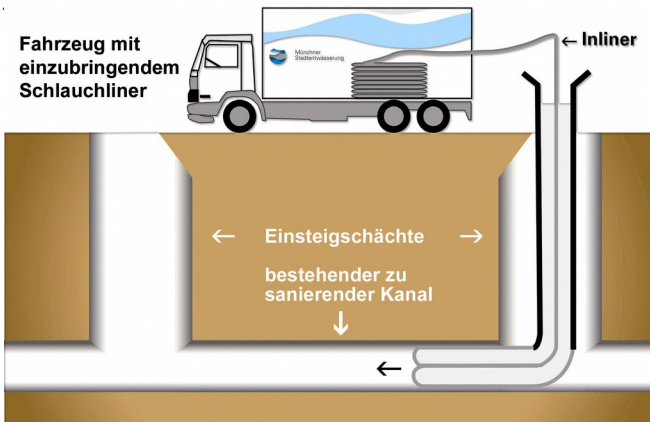 Fahrzeug mit
einzubringendem
Schlauchliner
Münchner
Stadtentwässerung
← Inliner
← Einsteigschächte →
bestehender zu
sanierender Kanal
↓
←